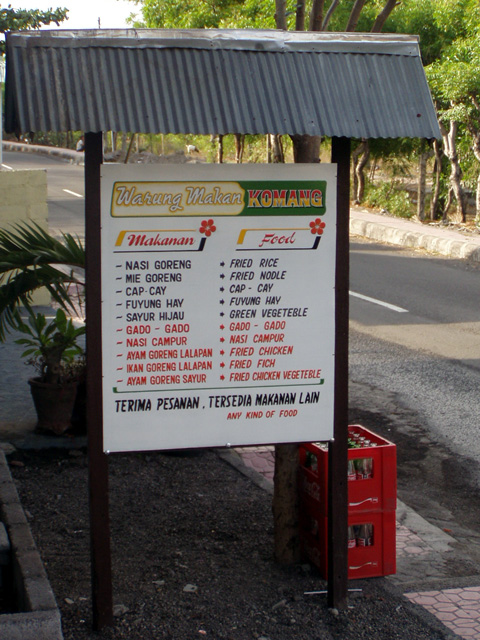 Warung Makan KOMANG
Makanan Food
- NASI GORENG * FRIED RICE
- MIE GORENG * FRIED NODLE
- CAP-CAY * CAP - CAY
- FUYUNG HAY * FUYUNG HAY
- SAYUR HIJAU * GREEN VEGETEBLE
- GADO - GADO * GADO - GADO
- NASI CAMPUR * NASI CAMPUR
- AYAM GORENG LALAPAN * FRIED CHICKEN
- IKAN GORENG LALAPAN * FRIED FICH
- AYAM GORENG SAYUR * FRIED CHICKEN VEGETEBLE
TERIMA PESANAN , TERSEDIA MAKANAN LAIN
ANY KIND OF FOOD